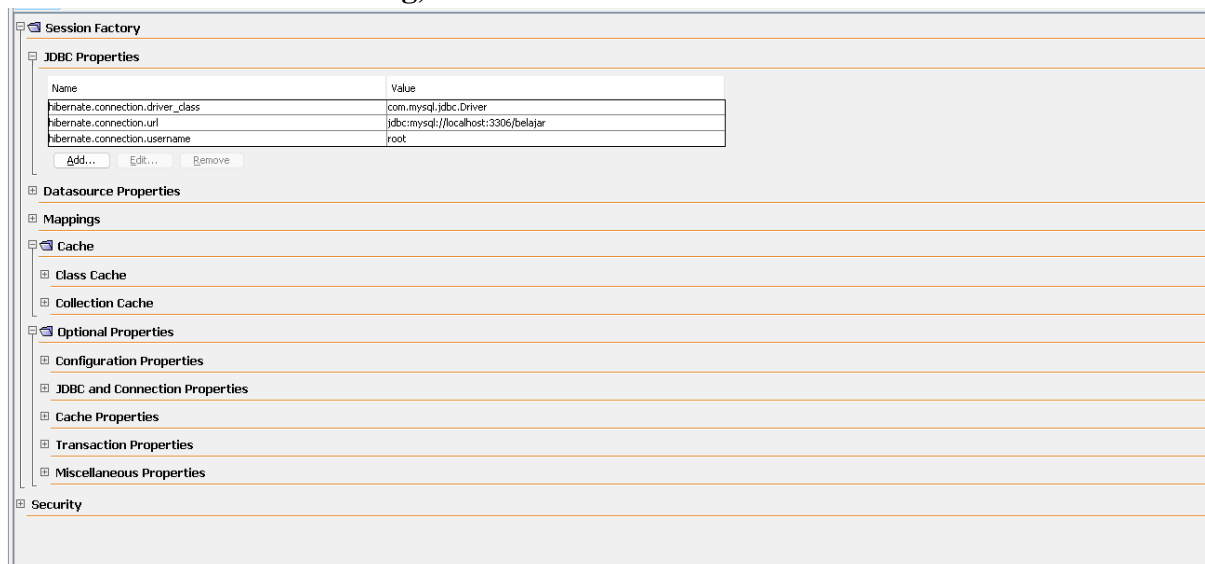 Session Factory
JDBC Properties
Name Value
hibernate.connection.driver_class com.mysql.jdbc.Driver
hibernate.connection.url jdbc:mysql://localhost:3306/belajar
hibernate.connection.username root
Add... Edit... Remove
Datasource Properties
Mappings
Cache
Class Cache
Collection Cache
Optional Properties
Configuration Properties
JDBC and Connection Properties
Cache Properties
Transaction Properties
Miscellaneous Properties
Security